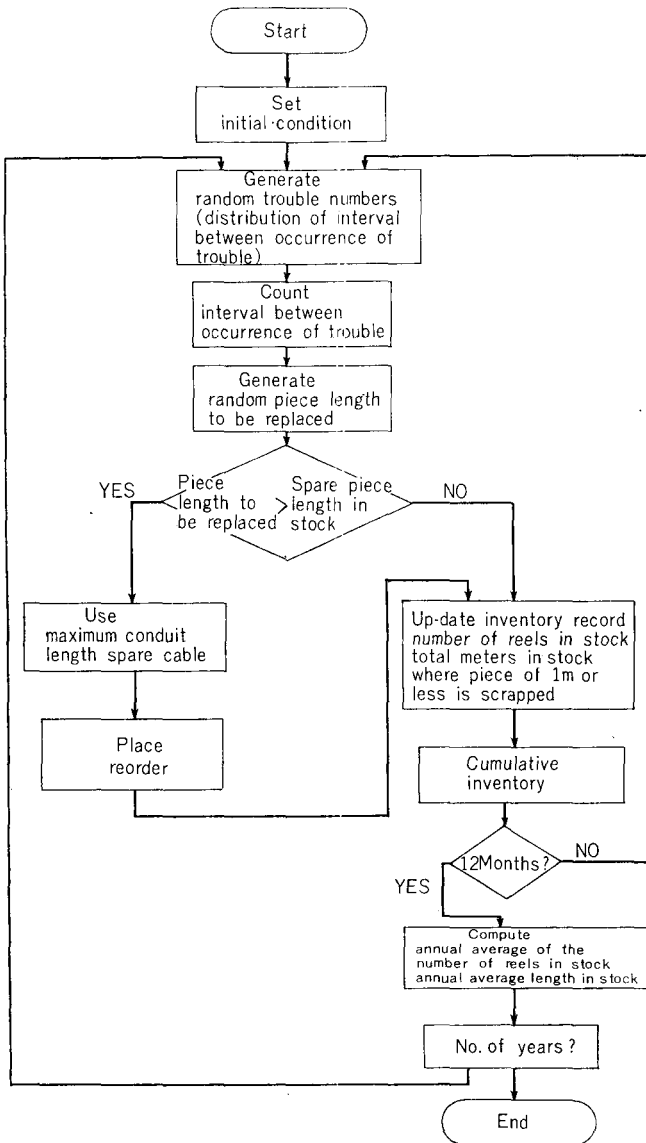 Start
Set
initial·condition
Generate
random trouble numbers
(distribution of interval
between occurrence of
trouble)
Count
interval between
occurrence of trouble
Generate
random piece length
to be replaced
YES
Piece
length to
be replaced
>
Spare piece
length in
stock
NO
Use
maximum conduit
length spare cable
Place
reorder
Up-date inventory record
number of reels in stock
total meters in stock
where piece of 1m or
less is scrapped
Cumulative
inventory
12Months?
NO
YES
Compute
annual average of the
number of reels in stock
annual average length in stock
No. of years?
End